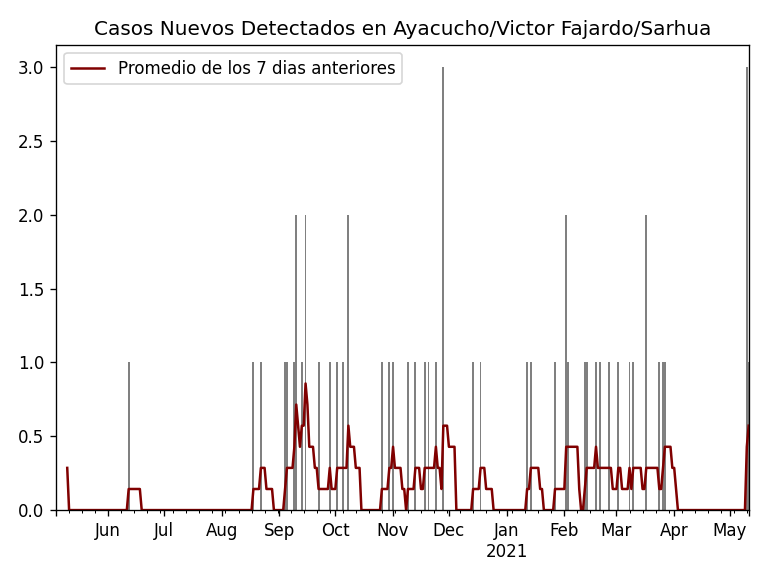 Casos Nuevos Detectados en Ayacucho/Victor Fajardo/Sarhua
Promedio de los 7 dias anteriores
3.0
2.5
2.0
1.5
1.0
0.5
0.0
Jun Jul Aug Sep Oct Nov Dec Jan Feb Mar Apr May
2021